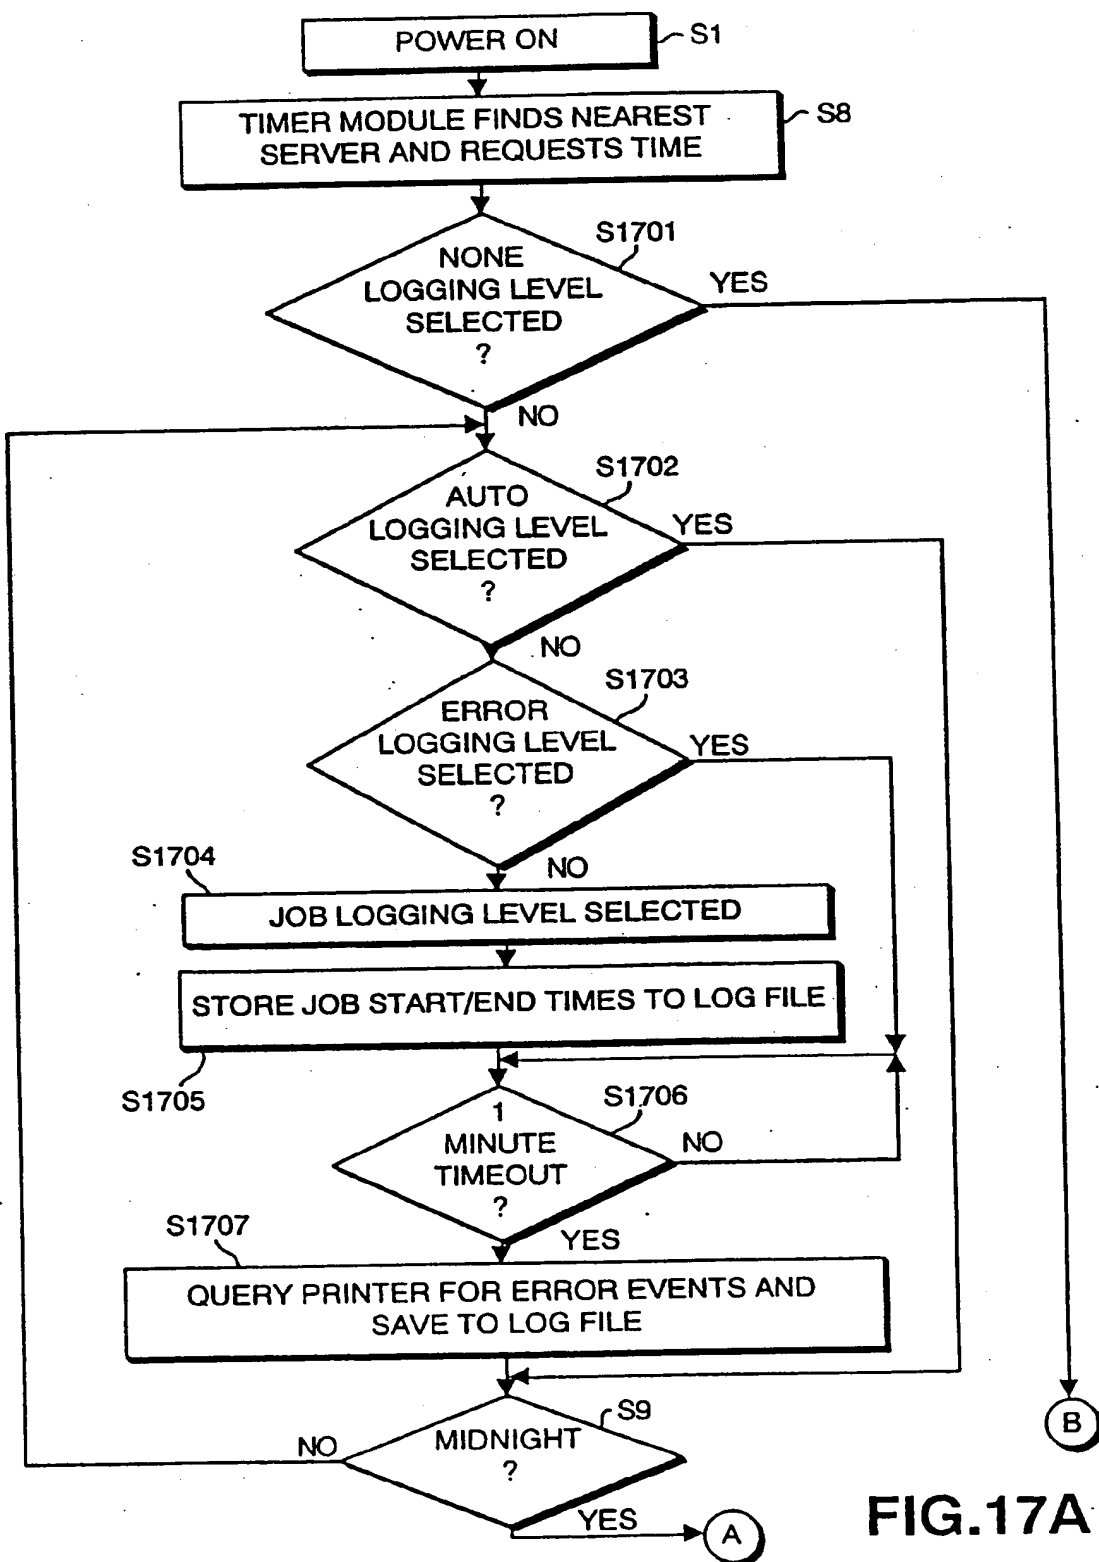 POWER ON
S1
TIMER MODULE FINDS NEAREST
SERVER AND REQUESTS TIME
S8
S1701
NONE
LOGGING LEVEL
SELECTED
?
YES
NO
S1702
AUTO
LOGGING LEVEL
SELECTED
?
YES
NO
S1703
ERROR
LOGGING LEVEL
SELECTED
?
YES
NO
S1704
JOB LOGGING LEVEL SELECTED
STORE JOB START/END TIMES TO LOG FILE
S1705
S1706
1
MINUTE
TIMEOUT
?
NO
YES
S1707
QUERY PRINTER FOR ERROR EVENTS AND
SAVE TO LOG FILE
S9
MIDNIGHT
?
NO
YES
A
B
FIG.17A